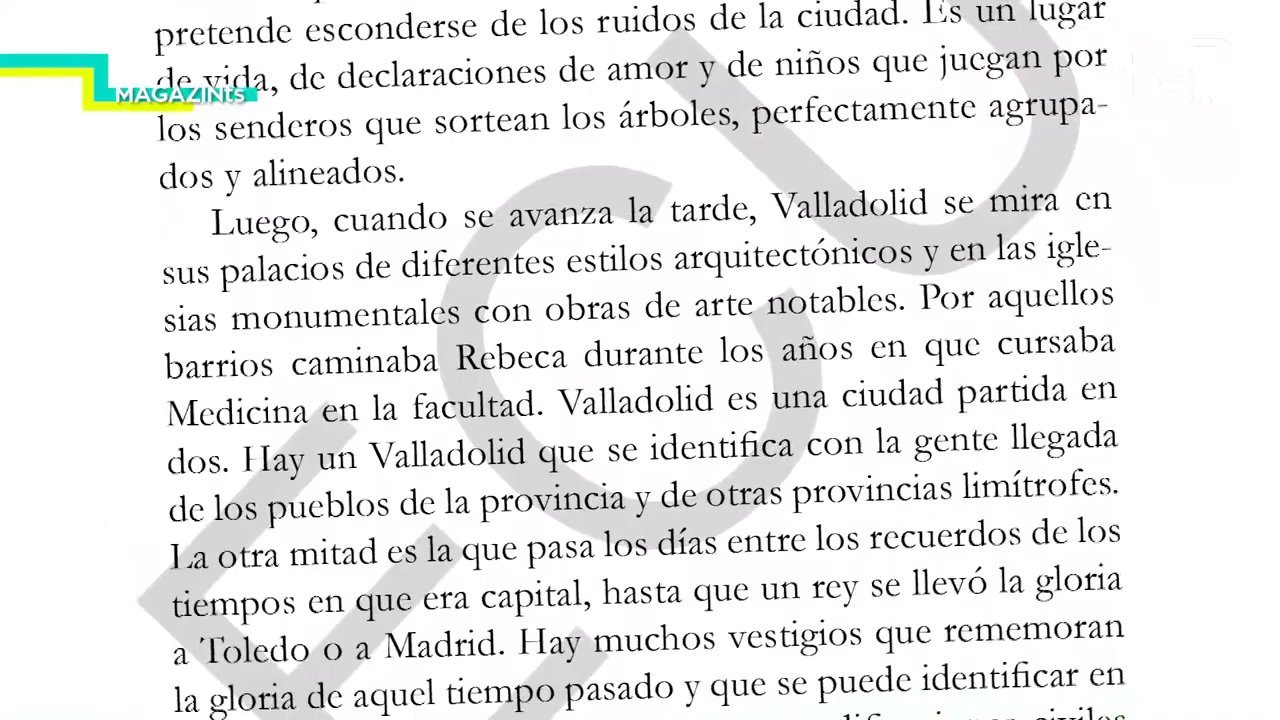 pretende esconderse de los ruidos de la ciudad. Es un lugar
de vida, de declaraciones de amor y de niños que juegan por
MAGAZINts
los senderos que sortean los árboles, perfectamente agrupa-
dos y alineados.
Luego, cuando se avanza la tarde, Valladolid se mira en
sus palacios de diferentes estilos arquitectónicos y en las igle-
sias monumentales con obras de arte notables. Por aquellos
barrios caminaba Rebeca durante los años en que cursaba
Medicina en la facultad. Valladolid es una ciudad partida en
dos. Hay un Valladolid que se identifica con la gente llegada
de los pueblos de la provincia y de otras provincias limítrofes.
La otra mitad es la que pasa los días entre los recuerdos de los
tiempos en que era capital, hasta que un rey se llevó la gloria
a Toledo o a Madrid. Hay muchos vestigios que rememoran
la gloria de aquel tiempo pasado y que se puede identificar en